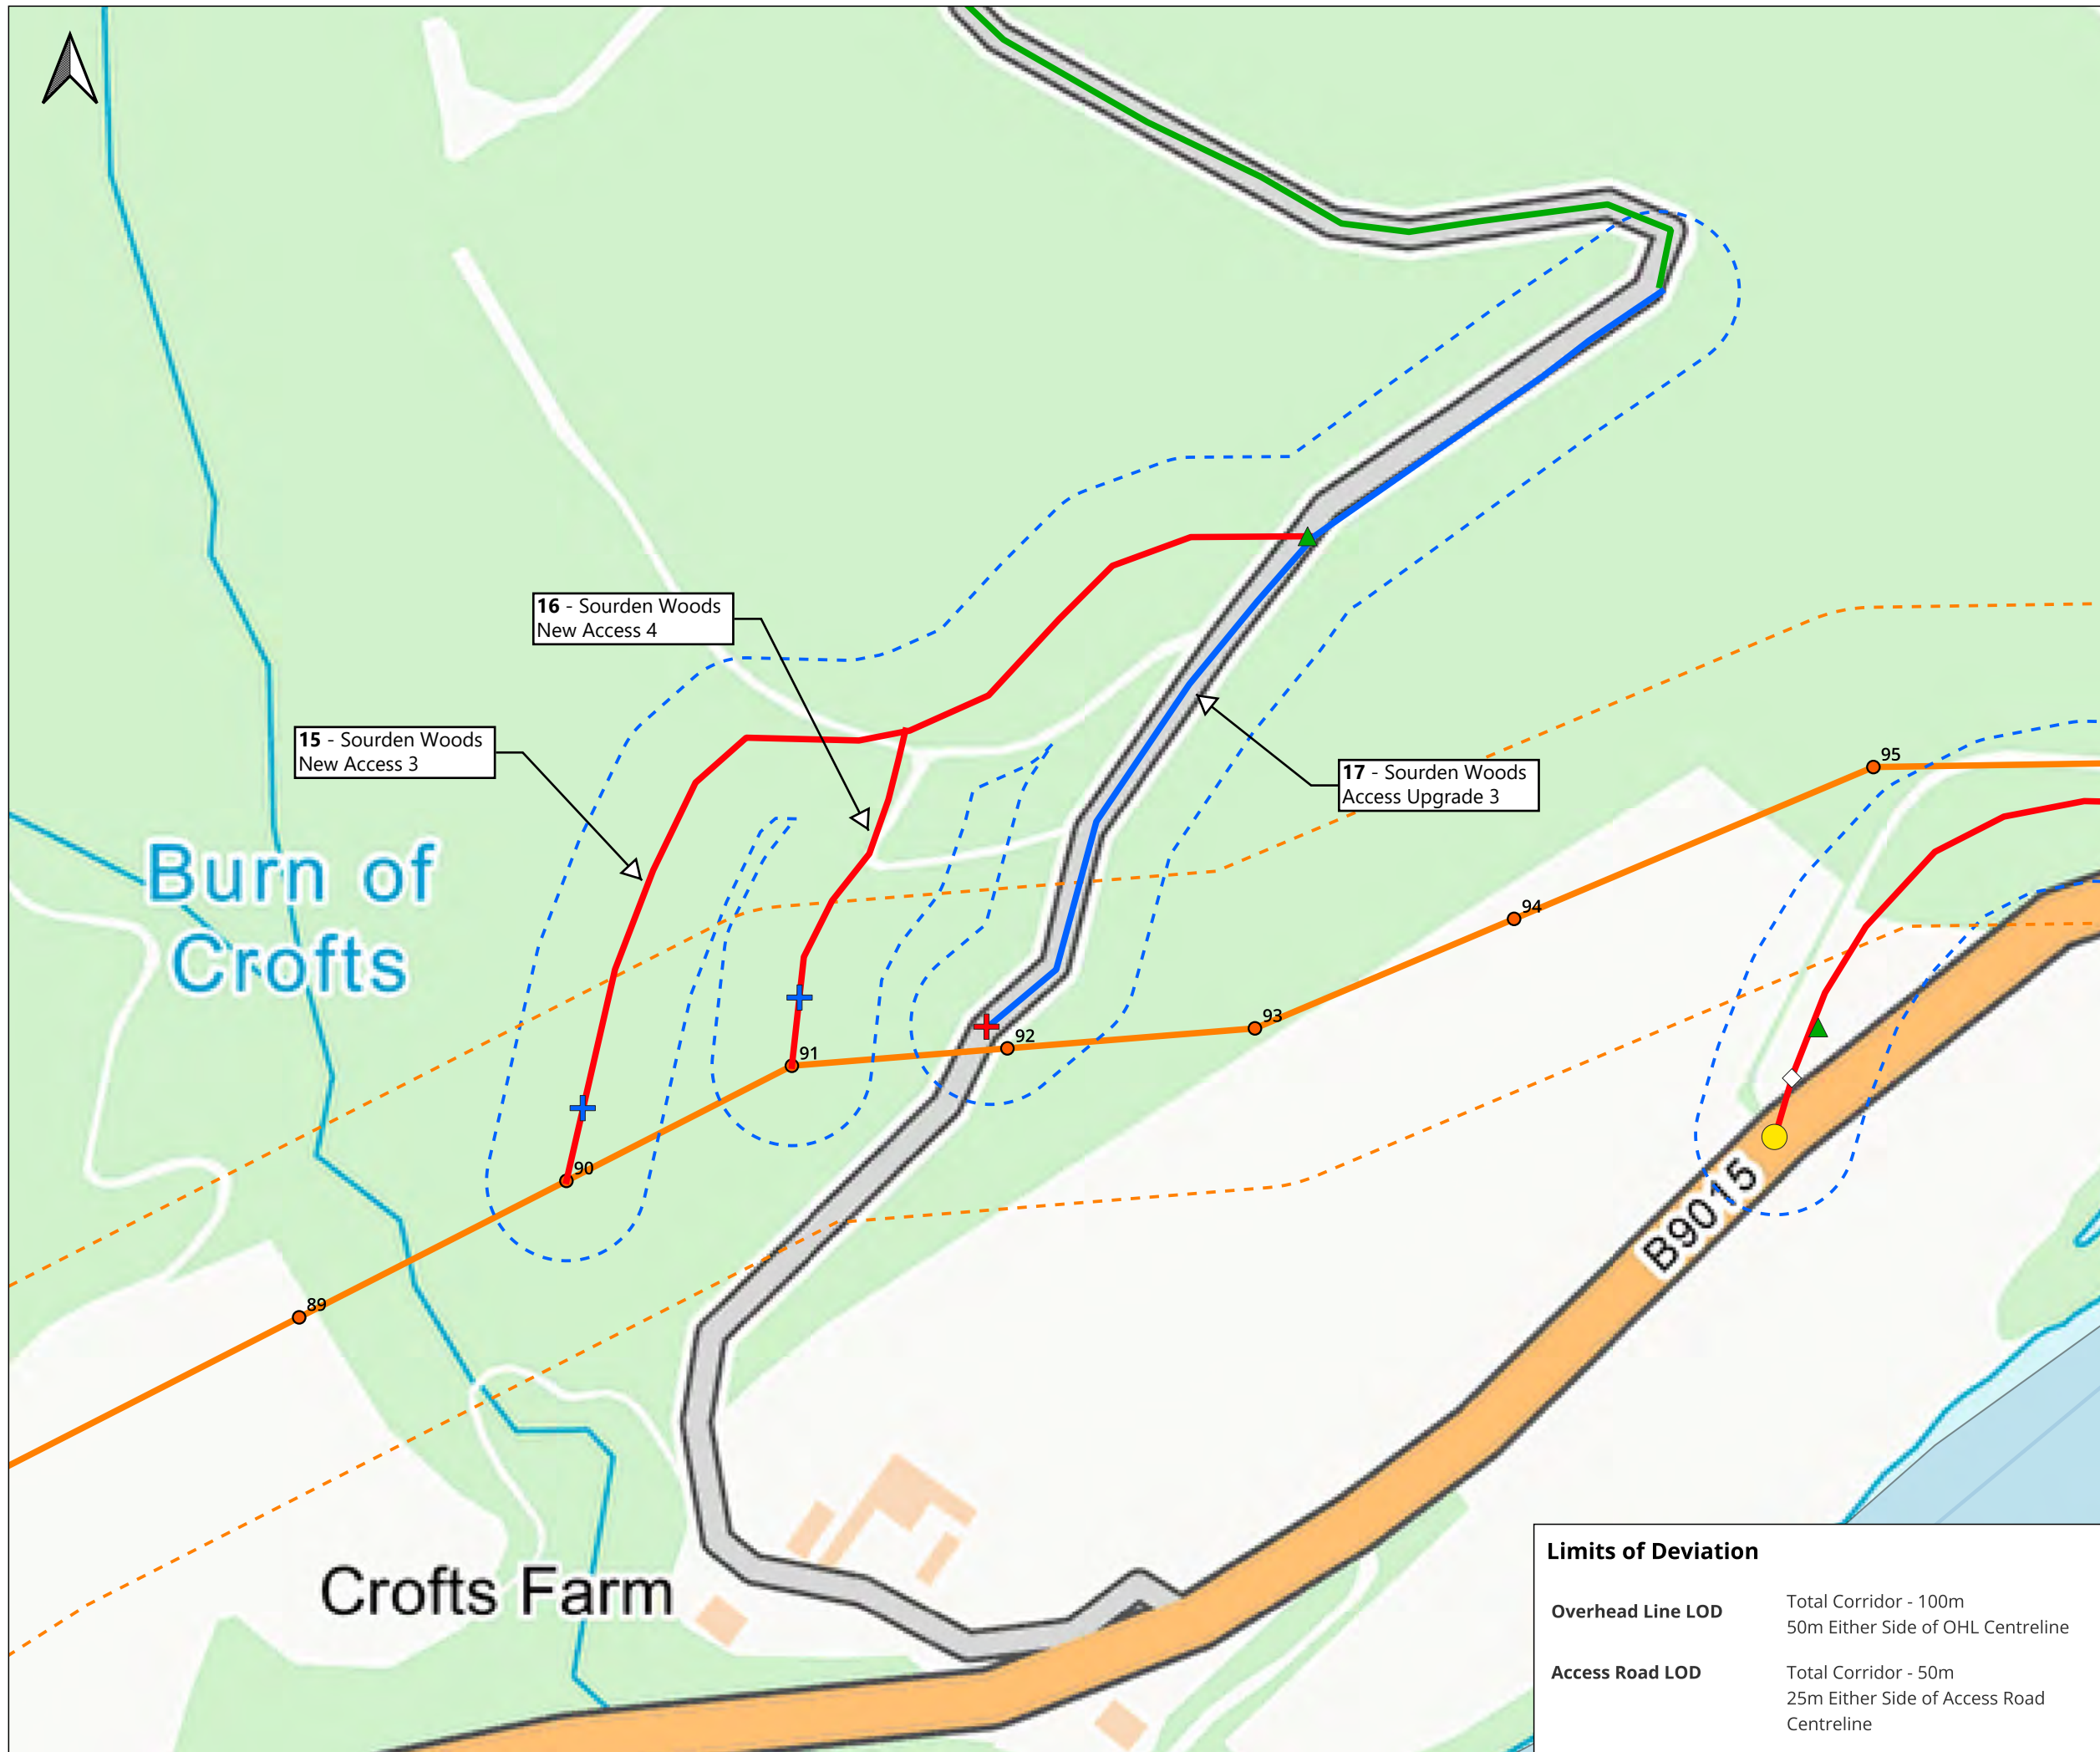 16 - Sourden Woods
New Access 4
15 - Sourden Woods
New Access 3
17 - Sourden Woods
Access Upgrade 3
95
Burn of
Crofts
94
93
92
91
90
B9015
89
Crofts Farm
Limits of Deviation
Overhead Line LOD
Total Corridor - 100m
50m Either Side of OHL Centreline
Access Road LOD
Total Corridor - 50m
25m Either Side of Access Road
Centreline